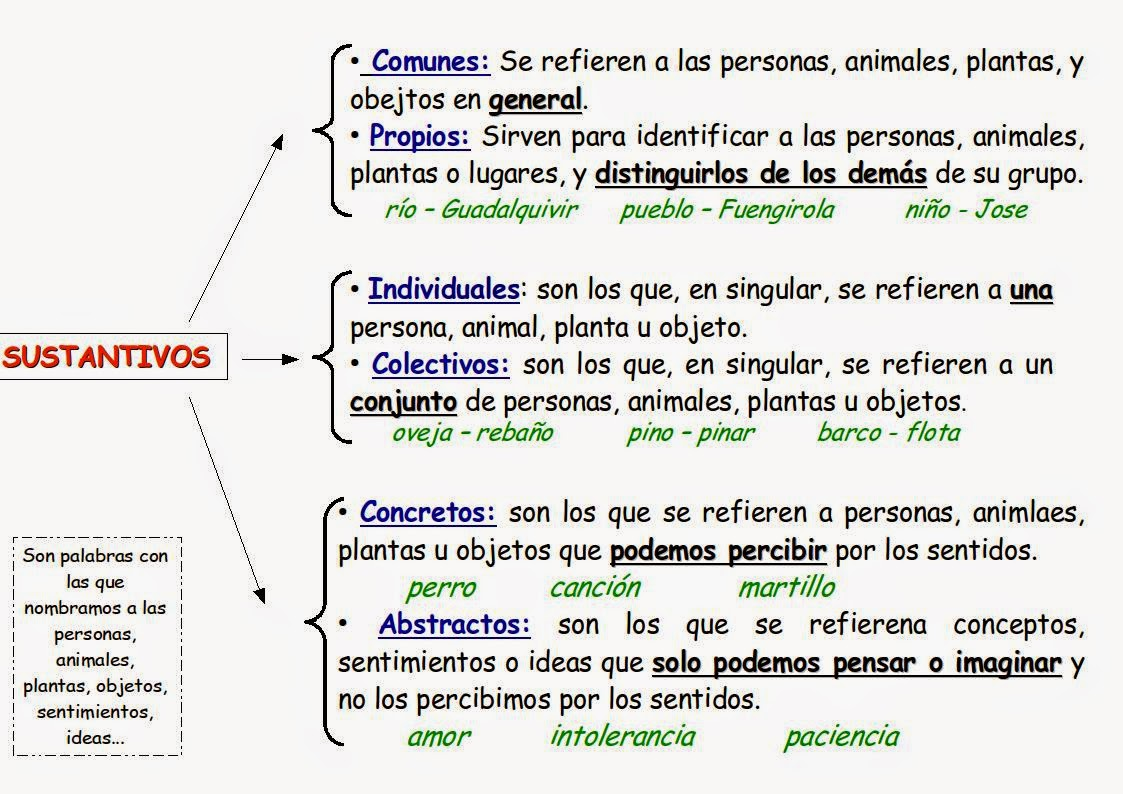 • Comunes: Se refieren a las personas, animales, plantas, y
obejtos en general.
• Propios: Sirven para identificar a las personas, animales,
plantas o lugares, y distinguirlos de los demás de su grupo.
río – Guadalquivir pueblo – Fuengirola niño - Jose
• Individuales: son los que, en singular, se refieren a una
persona, animal, planta u objeto.
• Colectivos: son los que, en singular, se refieren a un
conjunto de personas, animales, plantas u objetos.
oveja – rebaño pino – pinar barco - flota
SUSTANTIVOS
• Concretos: son los que se refieren a personas, animlaes,
plantas u objetos que podemos percibir por los sentidos.
perro canción martillo
• Abstractos: son los que se refierena conceptos,
sentimientos o ideas que solo podemos pensar o imaginar y
no los percibimos por los sentidos.
amor intolerancia paciencia
Son palabras con
las que
nombramos a las
personas,
animales,
plantas, objetos,
sentimientos,
ideas...